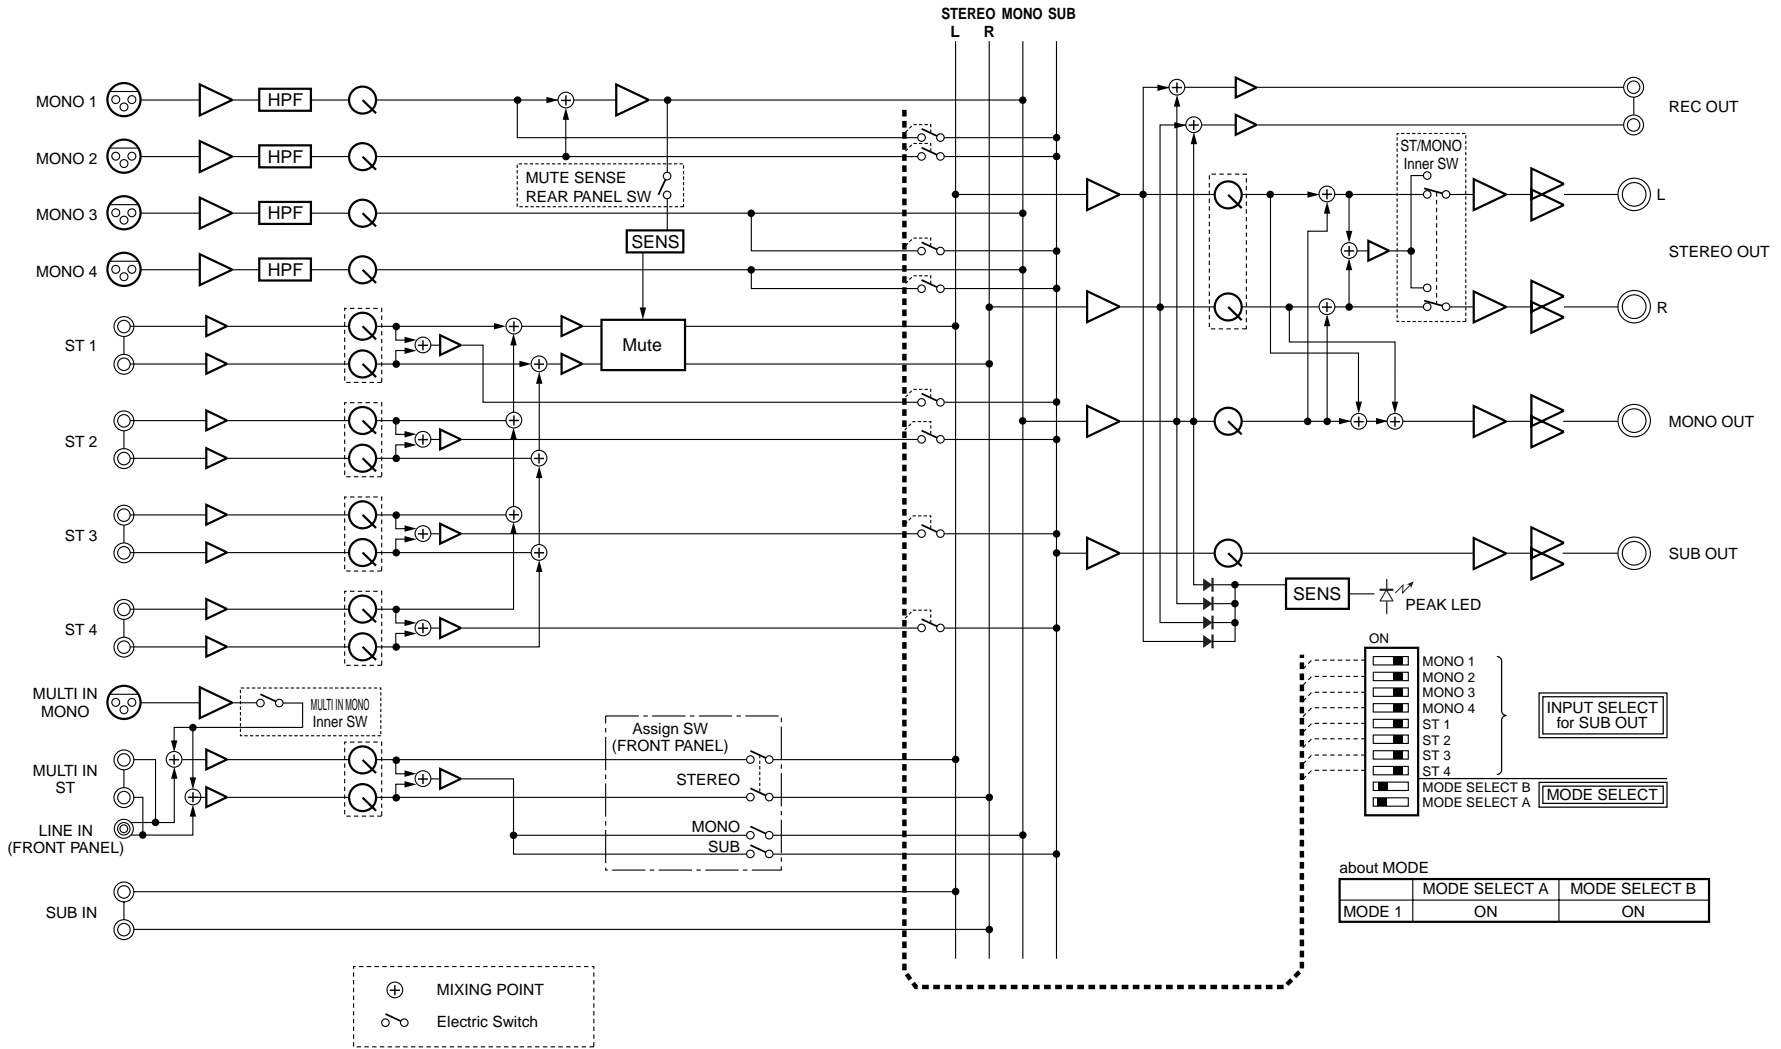 STEREO MONO SUB
L R
MONO 1
HPF
MONO 2
HPF
MUTE SENSE
REAR PANEL SW
MONO 3
HPF
SENS
MONO 4
HPF
ST 1
Mute
ST 2
ST 3
ST 4
MULTI IN
MONO
MULTI IN MONO
Inner SW
Assign SW
(FRONT PANEL)
MULTI IN
ST
STEREO
LINE IN
(FRONT PANEL)
MONO
SUB
SUB IN
MIXING POINT
Electric Switch
REC OUT
ST/MONO
Inner SW
L
STEREO OUT
R
MONO OUT
SUB OUT
SENS
PEAK LED
ON
MONO 1
MONO 2
MONO 3
MONO 4
ST 1
ST 2
ST 3
ST 4
INPUT SELECT
for SUB OUT
MODE SELECT B
MODE SELECT A
MODE SELECT
about MODE
MODE SELECT A MODE SELECT B
MODE 1 ON ON